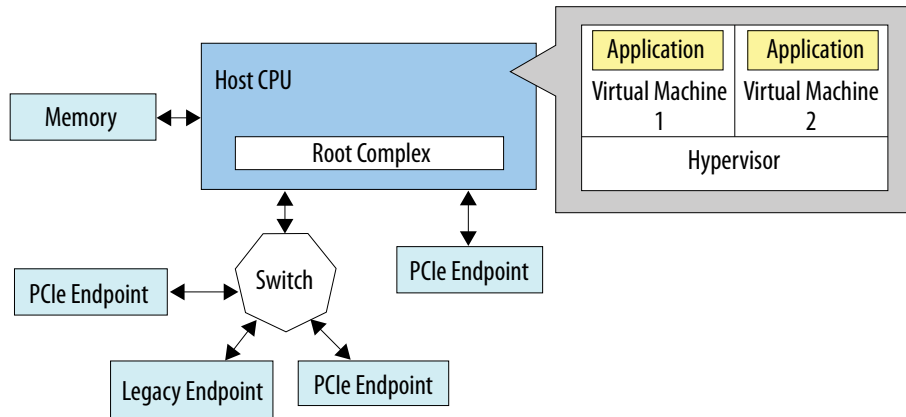 Application
Application
Host CPU
Virtual Machine
1
Virtual Machine
2
Memory
Root Complex
Hypervisor
PCIe Endpoint
Switch
PCIe Endpoint
Legacy Endpoint
PCIe Endpoint